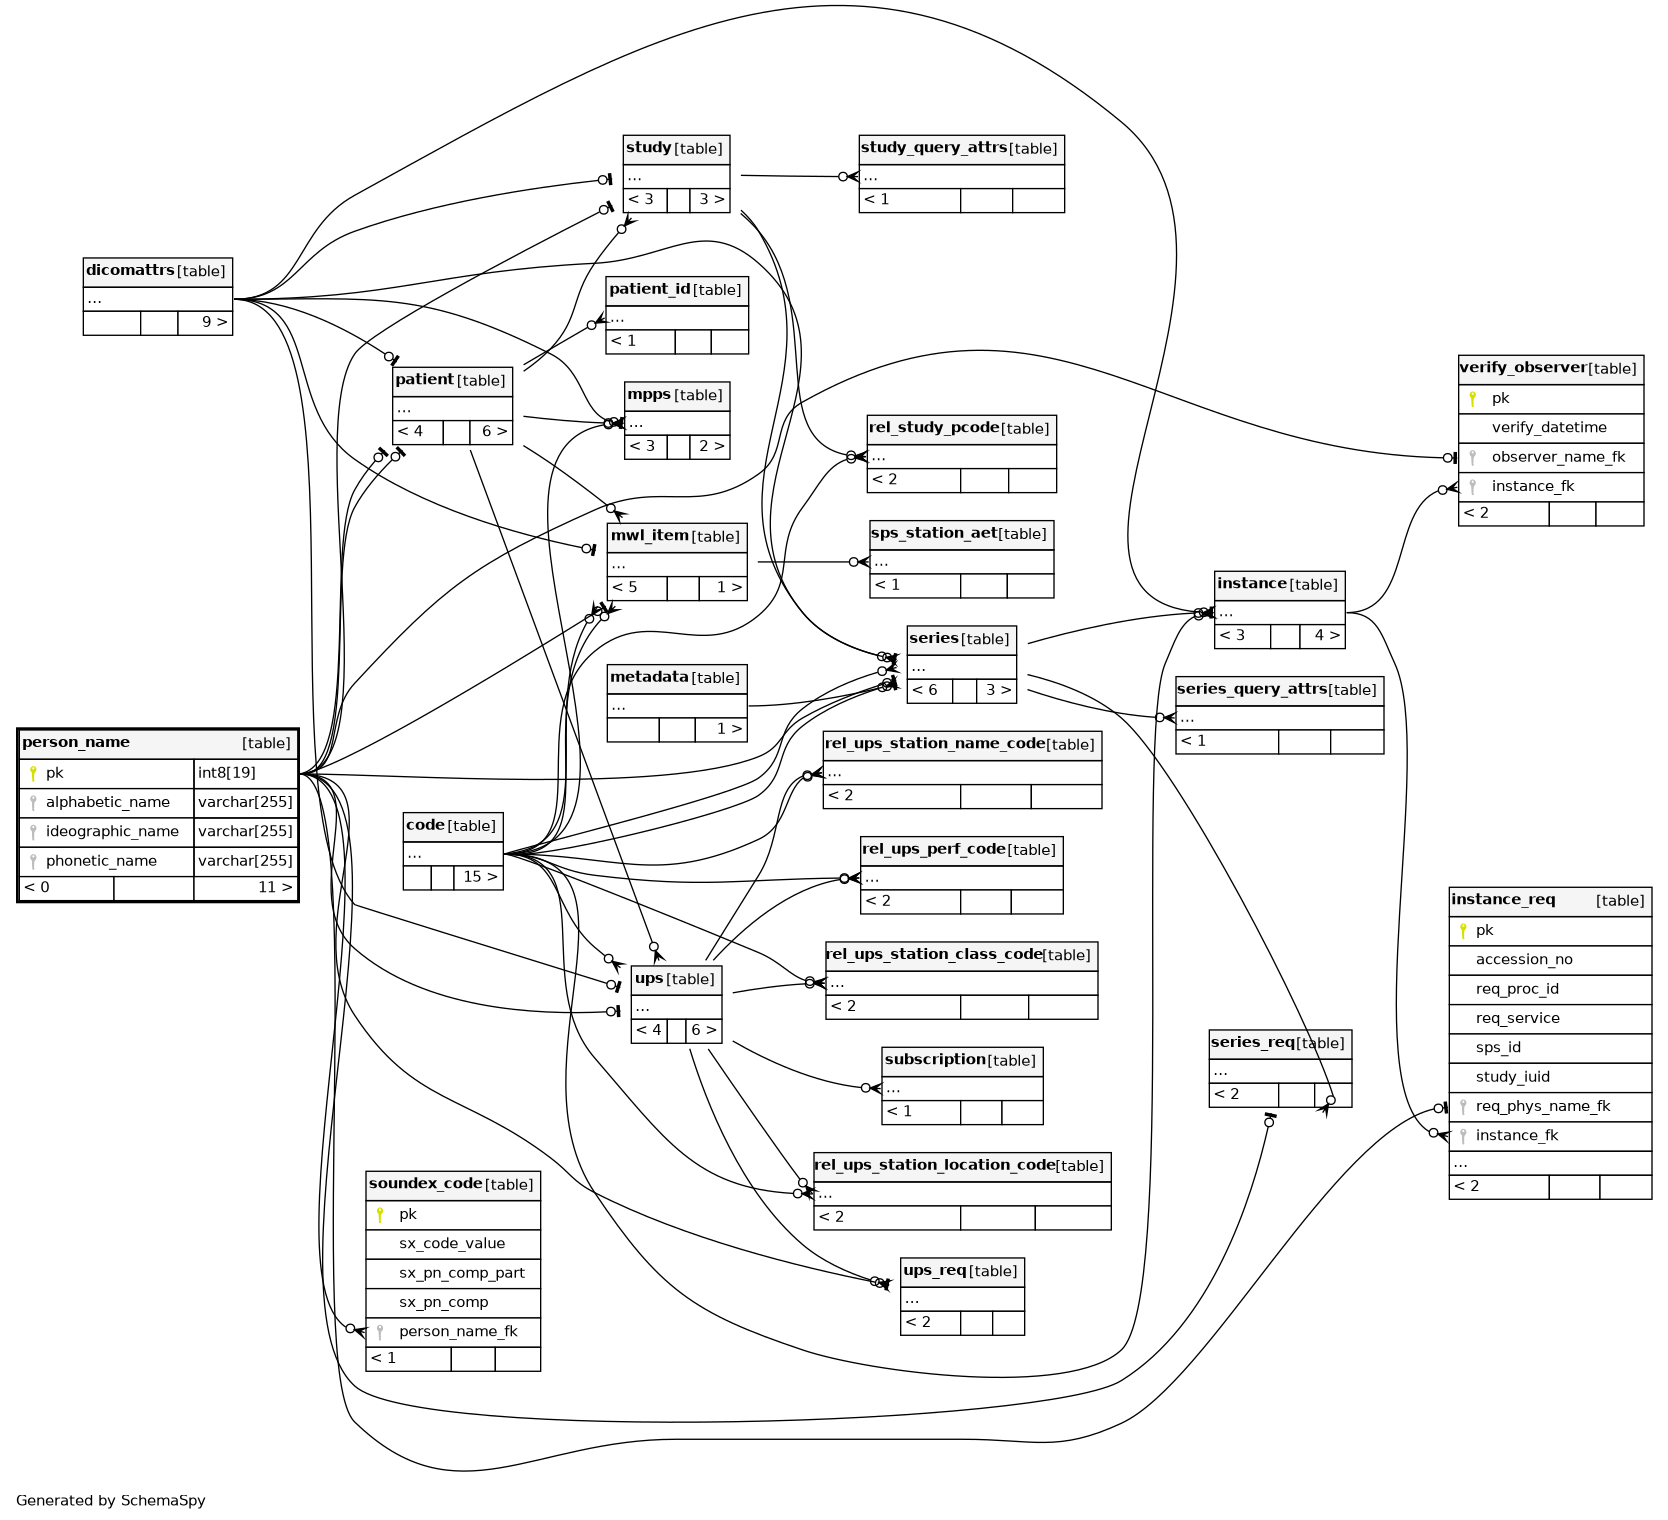 study [table]
...
< 3 3 >
study_query_attrs [table]
...
< 1
dicomattrs [table]
...
9 >
patient_id [table]
...
< 1
patient [table]
...
< 4 6 >
mpps [table]
...
< 3 2 >
verify_observer [table]
pk
verify_datetime
observer_name_fk
instance_fk
< 2
rel_study_pcode [table]
...
< 2
mwl_item [table]
...
< 5 1 >
sps_station_aet [table]
...
< 1
instance [table]
...
< 3 4 >
series [table]
...
< 6 3 >
metadata [table]
...
1 >
series_query_attrs [table]
...
< 1
person_name [table]
pk int8[19]
alphabetic_name varchar[255]
ideographic_name varchar[255]
phonetic_name varchar[255]
< 0 11 >
rel_ups_station_name_code [table]
...
< 2
code [table]
...
15 >
rel_ups_perf_code [table]
...
< 2
instance_req [table]
pk
accession_no
req_proc_id
req_service
sps_id
study_iuid
req_phys_name_fk
instance_fk
...
< 2
rel_ups_station_class_code [table]
...
< 2
ups [table]
...
< 4 6 >
series_req [table]
...
< 2
subscription [table]
...
< 1
rel_ups_station_location_code [table]
...
< 2
soundex_code [table]
pk
sx_code_value
sx_pn_comp_part
sx_pn_comp
person_name_fk
< 1
ups_req [table]
...
< 2
Generated by SchemaSpy